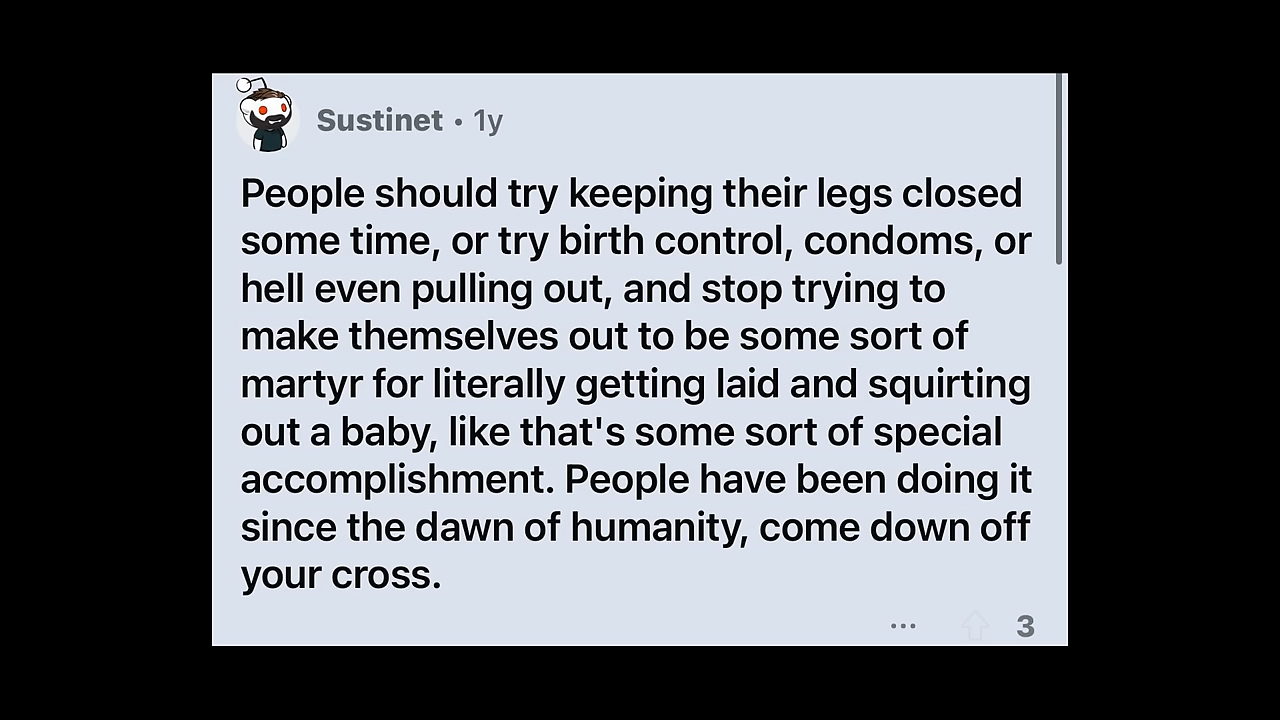 Sustinet • 1y
People should try keeping their legs closed
some time, or try birth control, condoms, or
hell even pulling out, and stop trying to
make themselves out to be some sort of
martyr for literally getting laid and squirting
out a baby, like that's some sort of special
accomplishment. People have been doing it
since the dawn of humanity, come down off
your cross.
... 3